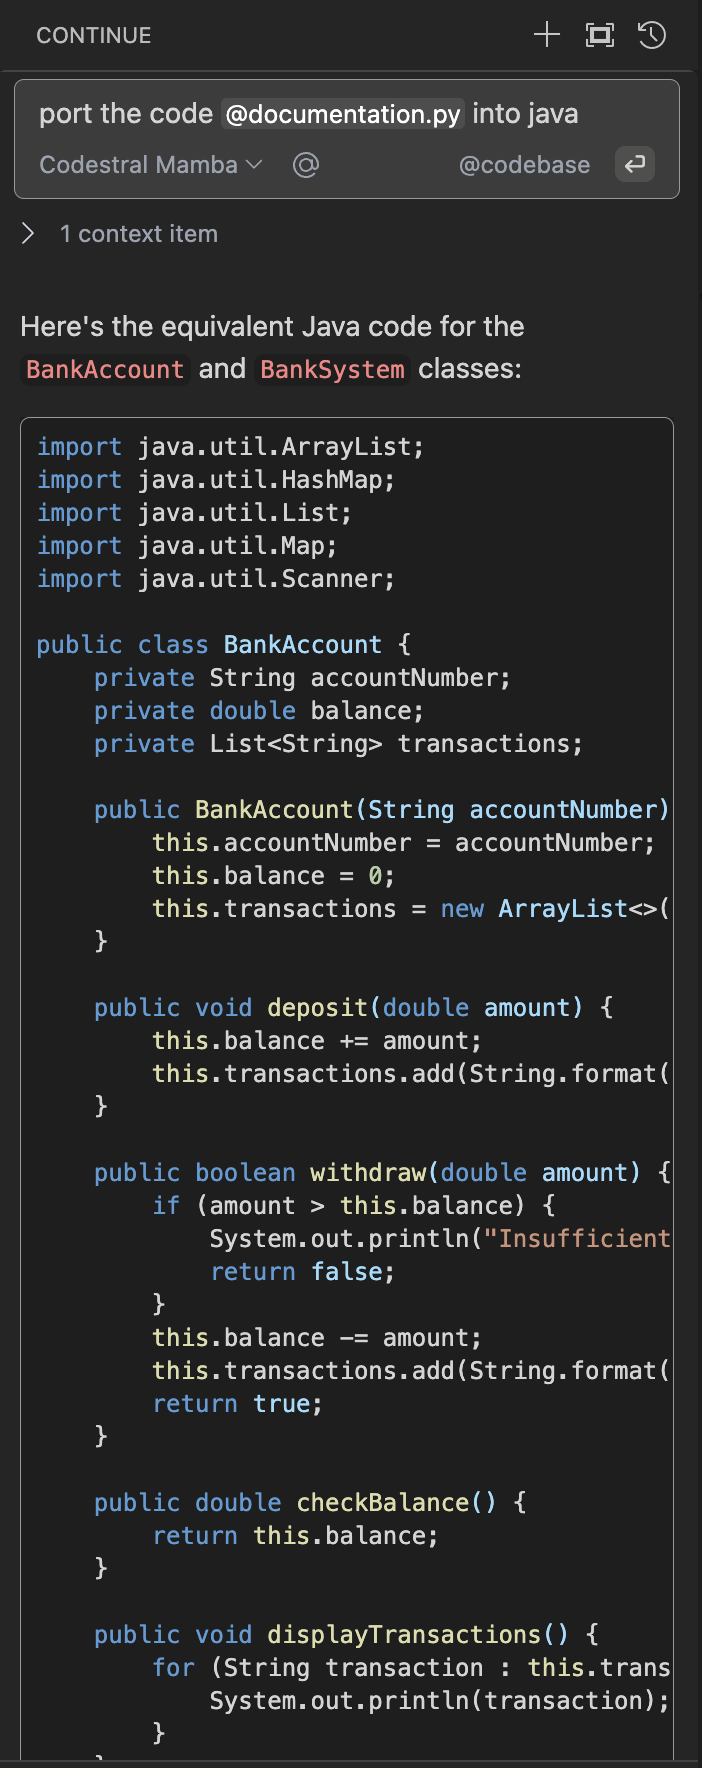 CONTINUE
port the code @documentation.py into java
Codestral Mamba @codebase
1 context item
Here's the equivalent Java code for the
BankAccount and BankSystem classes:
import java.util.ArrayList;
import java.util.HashMap;
import java.util.List;
import java.util.Map;
import java.util.Scanner;
public class BankAccount {
    private String accountNumber;
    private double balance;
    private List<String> transactions;
    public BankAccount(String accountNumber)
        this.accountNumber = accountNumber;
        this.balance = 0;
        this.transactions = new ArrayList<>(
    }
    public void deposit(double amount) {
        this.balance += amount;
        this.transactions.add(String.format(
    }
    public boolean withdraw(double amount) {
        if (amount > this.balance) {
            System.out.println("Insufficient
            return false;
        }
        this.balance -= amount;
        this.transactions.add(String.format(
        return true;
    }
    public double checkBalance() {
        return this.balance;
    }
    public void displayTransactions() {
        for (String transaction : this.trans
            System.out.println(transaction);
        }